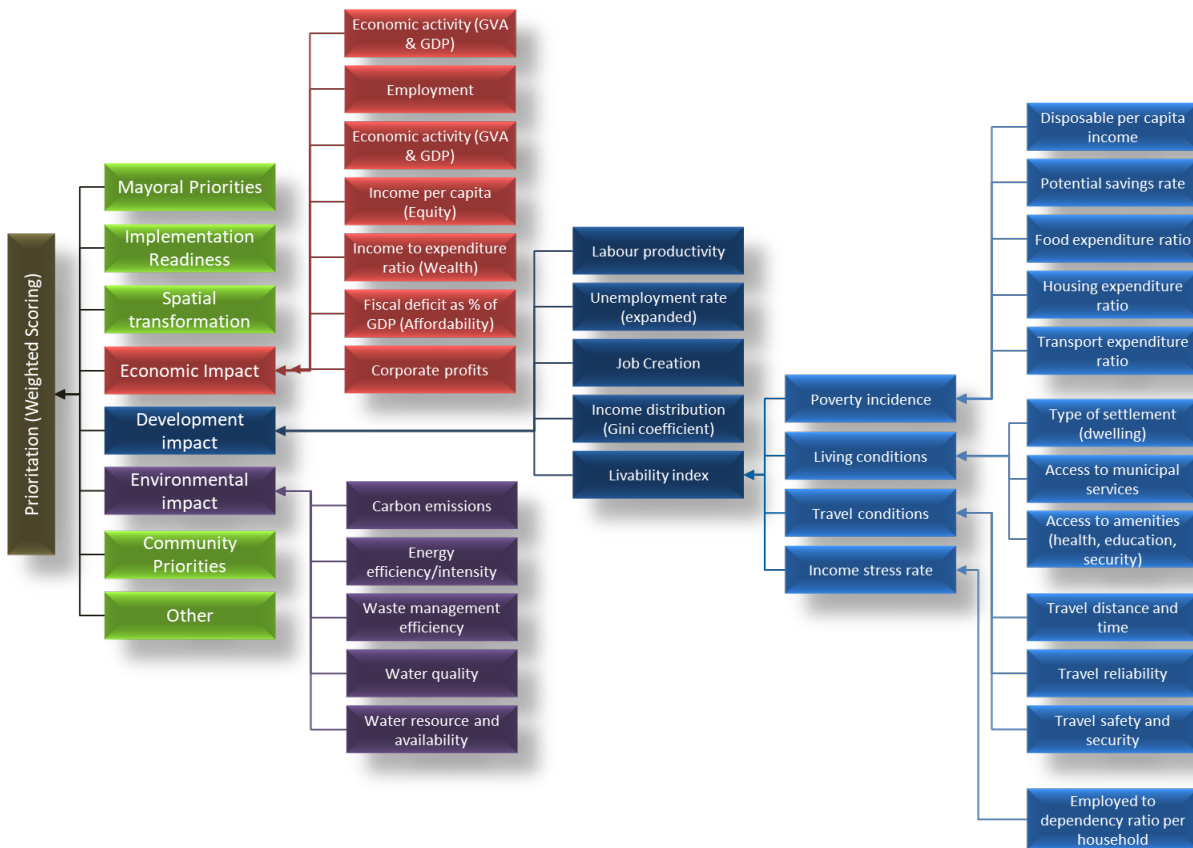 Prioritation (Weighted Scoring)
Mayoral Priorities
Implementation
Readiness
Spatial
transformation
Economic Impact
Development
impact
Environmental
impact
Community
Priorities
Other
Economic activity (GVA
& GDP)
Employment
Economic activity (GVA
& GDP)
Income per capita
(Equity)
Income to expenditure
ratio (Wealth)
Fiscal deficit as % of
GDP (Affordability)
Corporate profits
Carbon emissions
Energy
efficiency/intensity
Waste management
efficiency
Water quality
Water resource and
availability
Labour productivity
Unemployment rate
(expanded)
Job Creation
Income distribution
(Gini coefficient)
Livability index
Poverty incidence
Living conditions
Travel conditions
Income stress rate
Disposable per capita
income
Potential savings rate
Food expenditure ratio
Housing expenditure
ratio
Transport expenditure
ratio
Type of settlement
(dwelling)
Access to municipal
services
Access to amenities
(health, education,
security)
Travel distance and
time
Travel reliability
Travel safety and
security
Employed to
dependency ratio per
household